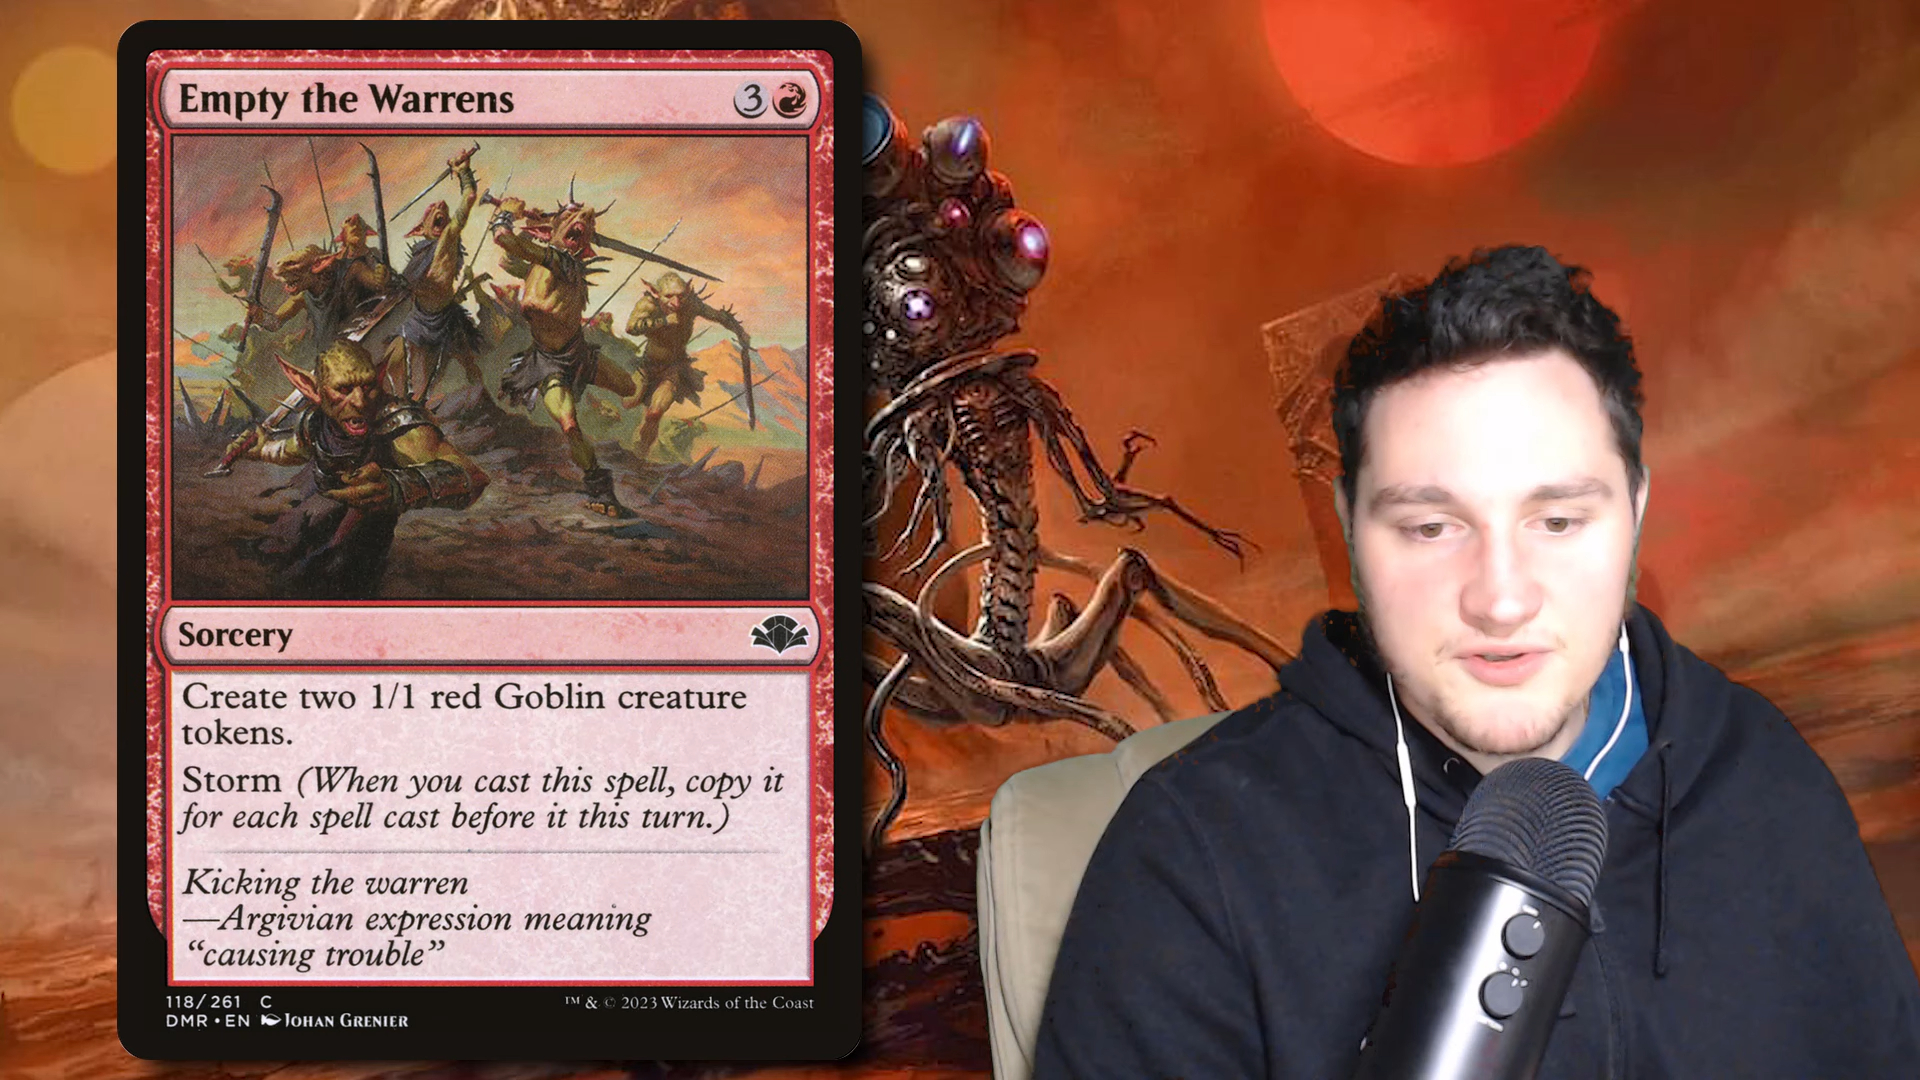 Empty the Warrens 3
Sorcery
Create two 1/1 red Goblin creature
tokens.
Storm (When you cast this spell, copy it
for each spell cast before it this turn.)
Kicking the warren
—Argivian expression meaning
“causing trouble”
118/261 C
™ & © 2023 Wizards of the Coast
DMR • EN Johan Grenier